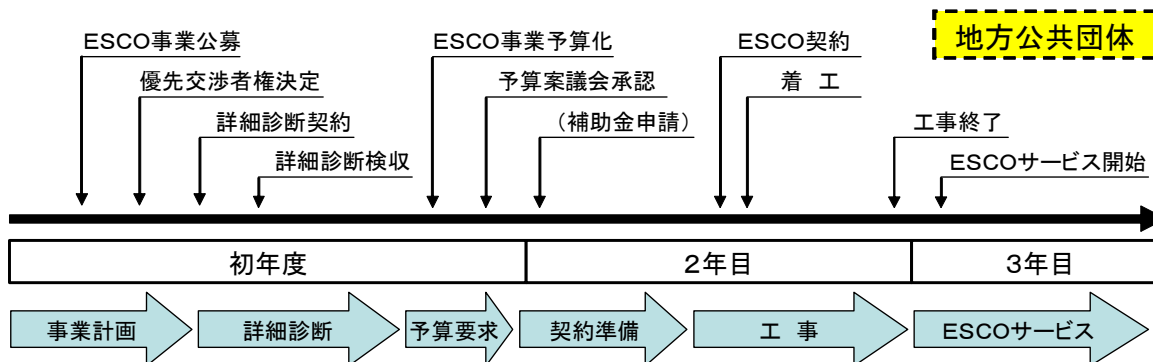 地方公共団体
ESCO事業公募
優先交渉者権決定
詳細診断契約
詳細診断検収
ESCO事業予算化
予算案議会承認
(補助金申請)
ESCO契約
着 工
工事終了
ESCOサービス開始
初年度
2年目
3年目
事業計画
詳細診断
予算要求
契約準備
工 事
ESCOサービス